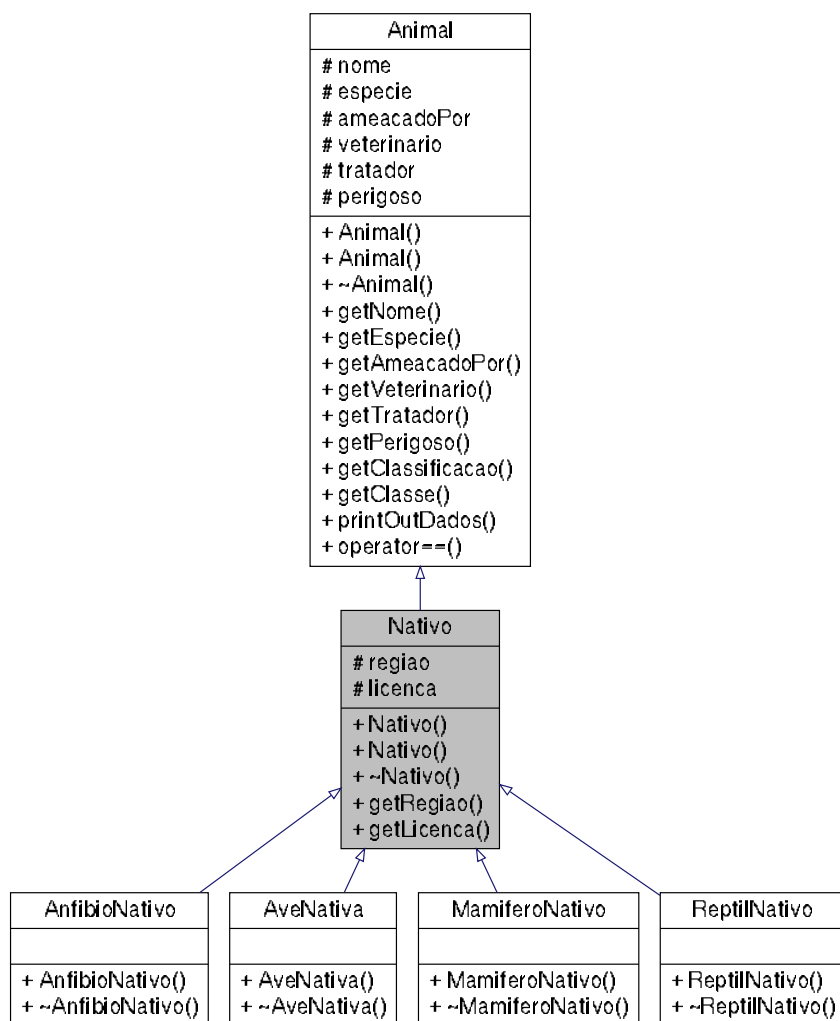 Animal
# nome
# especie
# ameacadoPor
# veterinario
# tratador
# perigoso
+ Animal()
+ Animal()
+ ~Animal()
+ getNome()
+ getEspecie()
+ getAmeacadoPor()
+ getVeterinario()
+ getTratador()
+ getPerigoso()
+ getClassificacao()
+ getClasse()
+ printOutDados()
+ operator==()
Nativo
# regiao
# licenca
+ Nativo()
+ Nativo()
+ ~Nativo()
+ getRegiao()
+ getLicenca()
AnfibioNativo
+ AnfibioNativo()
+ ~AnfibioNativo()
AveNativa
+ AveNativa()
+ ~AveNativa()
MamiferoNativo
+ MamiferoNativo()
+ ~MamiferoNativo()
ReptilNativo
+ ReptilNativo()
+ ~ReptilNativo()